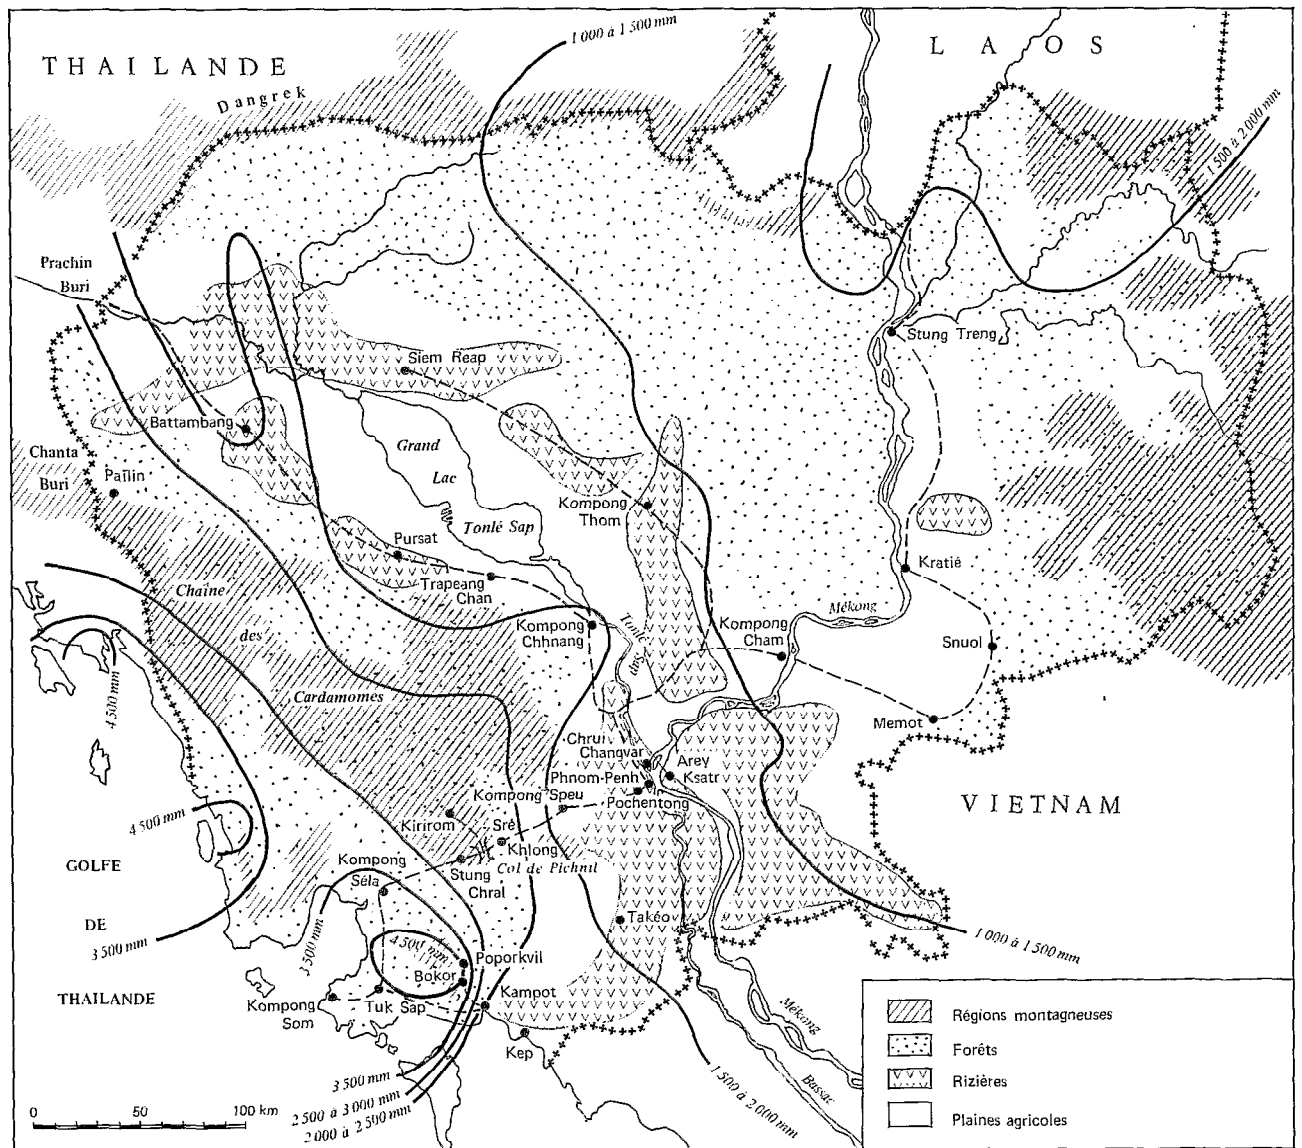 THAILANDE
Dangrek
1 000 à 1 500 mm
LAOS
1 500 à 2 000 mm
Prachin
Buri
Siem Reap
Stung Treng
Battambang
Grand
Lac
Tonlé Sap
Chanta
Buri
Païlin
Kompong
Thom
Pursat
Trapeang
Chan
Kratié
Chaîne
des
Cardamomes
Kompong
Chhnang
Tonlé
Kompong
Cham
Mékong
Snuol
4 500 mm
Memot
Chrui
Changvar
Arey
Ksatr
Phnom-Penh
Pochentong
Kompong Speu
VIETNAM
4 500 mm
Kirirom
Sré
Khlong
Col de Pichnil
Stung
Chral
Kompong
Séla
GOLFE
DE
THAILANDE
3 500 mm
3 500 mm
4 500 mm
Takéo
1 000 à 1 500 mm
Poporkvil
Bokor
Kampot
Tuk Sap
Kompong
Som
Kep
Mékong
Bassac
3 500 mm
2 500 à 3 000 mm
2 000 à 2 500 mm
1 500 à 2 000 mm
0 50 100 km
Régions montagneuses
Forêts
Rizières
Plaines agricoles